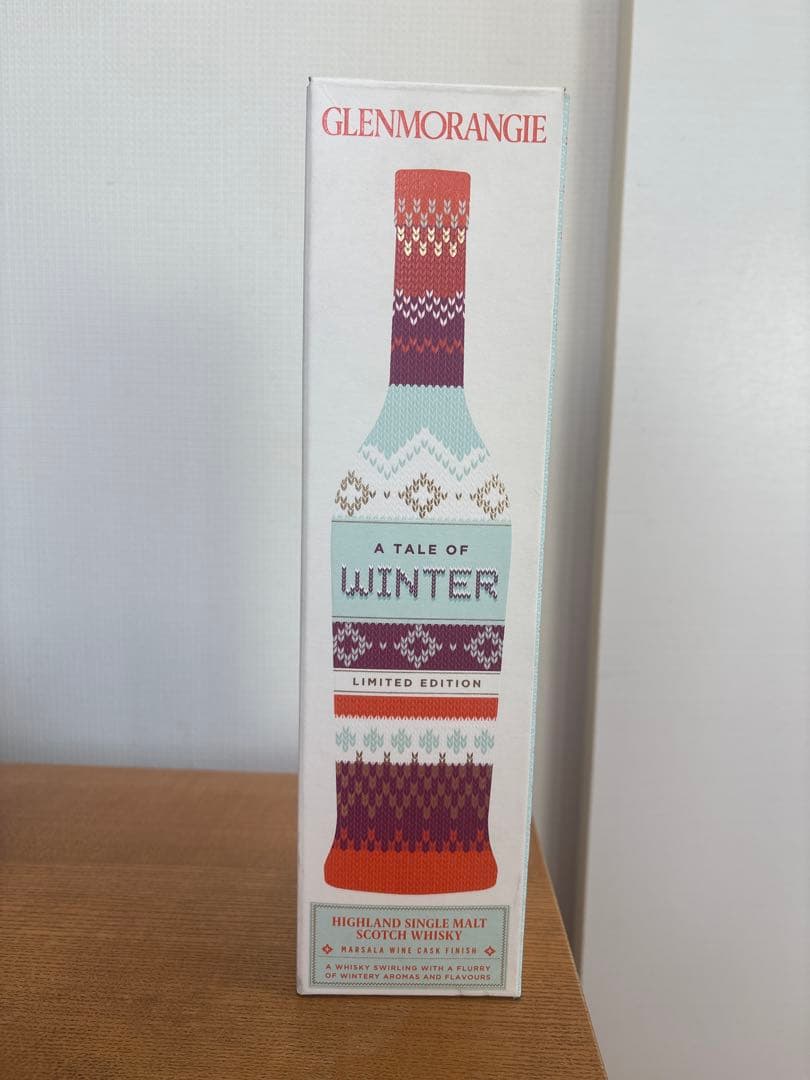 GLENMORANGIE
A TALE OF
WINTER
LIMITED EDITION
HIGHLAND SINGLE MALT
SCOTCH WHISKY
MARSALA WINE CASK FINISH
A WHISKY SWIRLING WITH A FLURRY
OF WINTERY AROMAS AND FLAVOURS